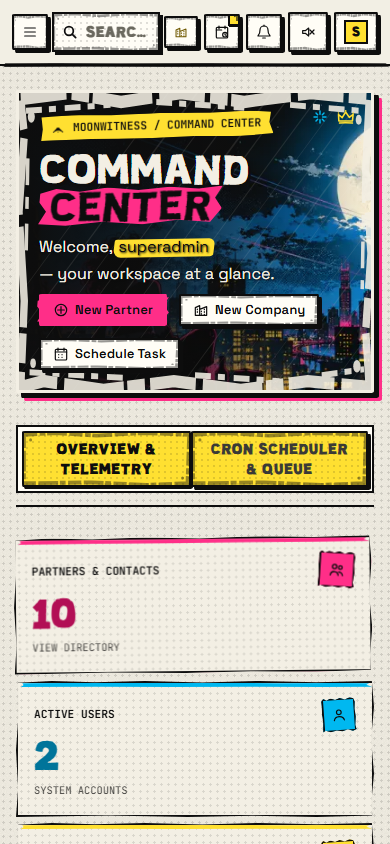 SEARC…
S
MOONWITNESS / COMMAND CENTER
COMMAND
CENTER
Welcome, superadmin
— your workspace at a glance.
New Partner
New Company
Schedule Task
OVERVIEW &
TELEMETRY
CRON SCHEDULER
& QUEUE
PARTNERS & CONTACTS
10
VIEW DIRECTORY
ACTIVE USERS
2
SYSTEM ACCOUNTS